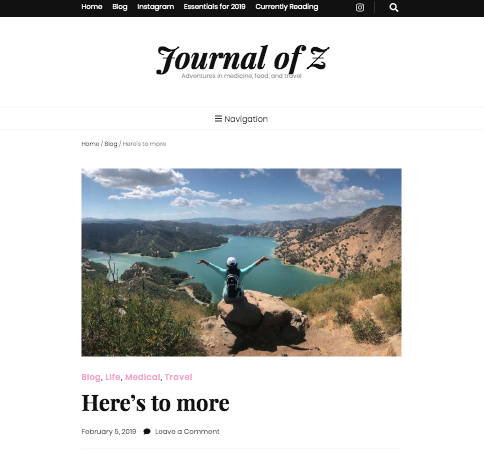 Home Blog Instagram Essentials for 2019 Currently Reading
Journal of Z
Adventures in medicine, food, and travel
Navigation
Home / Blog / Here's to more
Blog, Life, Medical, Travel
Here's to more
February 5, 2019 Leave a Comment